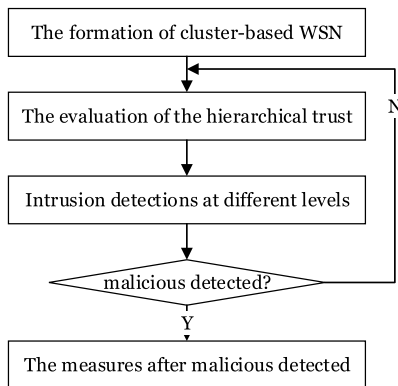 The formation of cluster-based WSN
N
The evaluation of the hierarchical trust
Intrusion detections at different levels
malicious detected?
Y
The measures after malicious detected